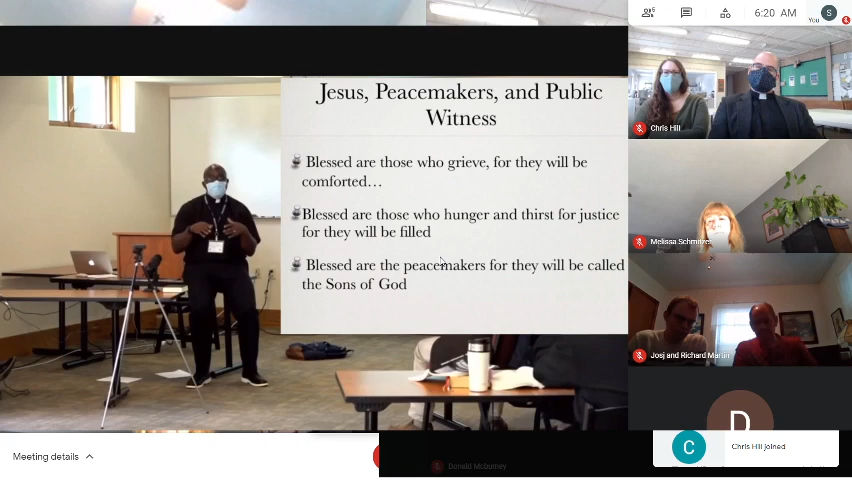 6
6:20 AM
You
S
Jesus, Peacemakers, and Public
Witness
Blessed are those who grieve, for they will be
comforted…
Blessed are those who hunger and thirst for justice
for they will be filled
Blessed are the peacemakers for they will be called
the Sons of God
Chris Hill
Melissa Schmitzer
Josj and Richard Martin
D
C
Chris Hill joined
Meeting details
Donald Mcburney